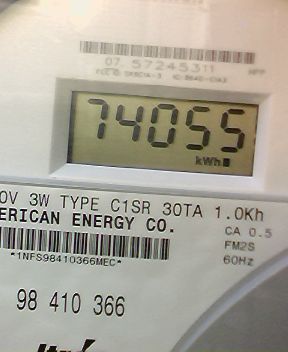 07 57245311
74055
kWh
0V 3W TYPE C1SR 30TA 1.0Kh
ERICAN ENERGY CO.
CA 0.5
FM2S
*1NFS98410366MEC*
60Hz
98 410 366